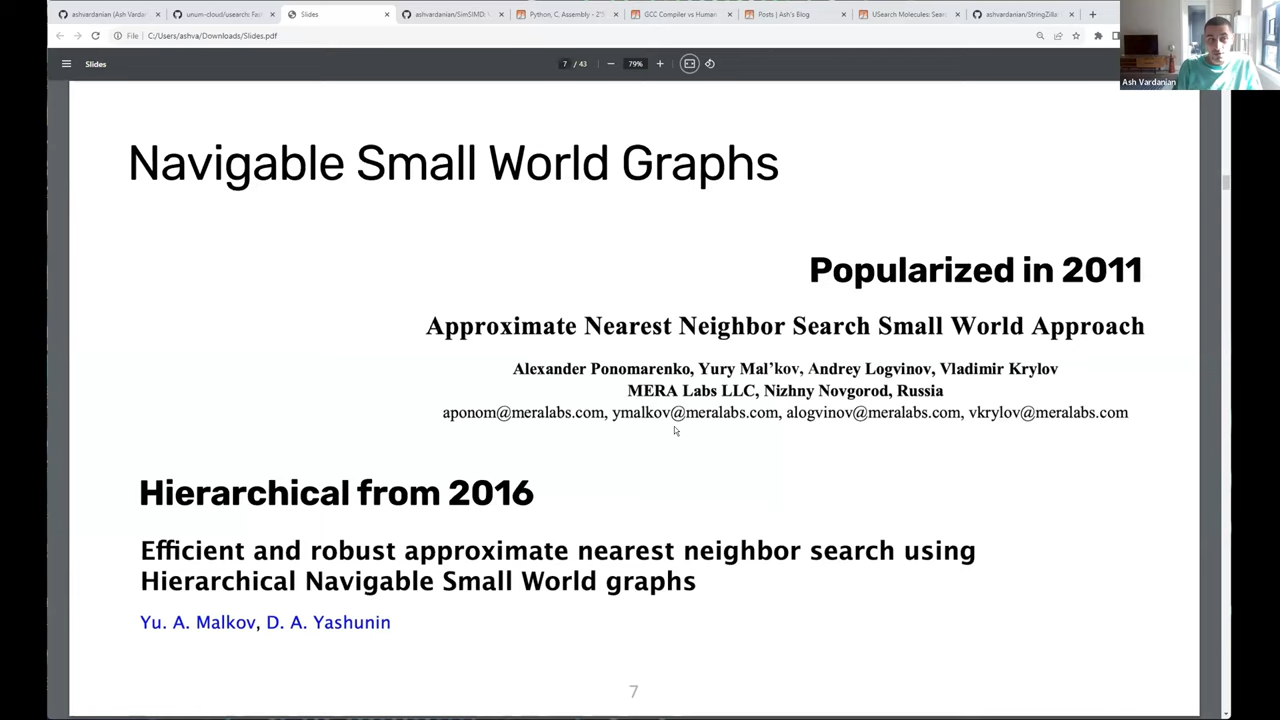 ashvardanian (Ash Vardar
unum-cloud/usearch: Fas
Slides
ashvardanian/SimSIMD:
Python, C, Assembly - 2'5
GCC Compiler vs Human
Posts | Ash's Blog
USearch Molecules: Sear
ashvardanian/StringZilla
File
C:/Users/ashva/Downloads/Slides.pdf
Slides
7 / 43
79%
Ash Vardanian
Navigable Small World Graphs
Popularized in 2011
Approximate Nearest Neighbor Search Small World Approach
Alexander Ponomarenko, Yury Mal'kov, Andrey Logvinov, Vladimir Krylov
MERA Labs LLC, Nizhny Novgorod, Russia
aponom@meralabs.com, ymalkov@meralabs.com, alogvinov@meralabs.com, vkrylov@meralabs.com
Hierarchical from 2016
Efficient and robust approximate nearest neighbor search using
Hierarchical Navigable Small World graphs
Yu. A. Malkov, D. A. Yashunin
7